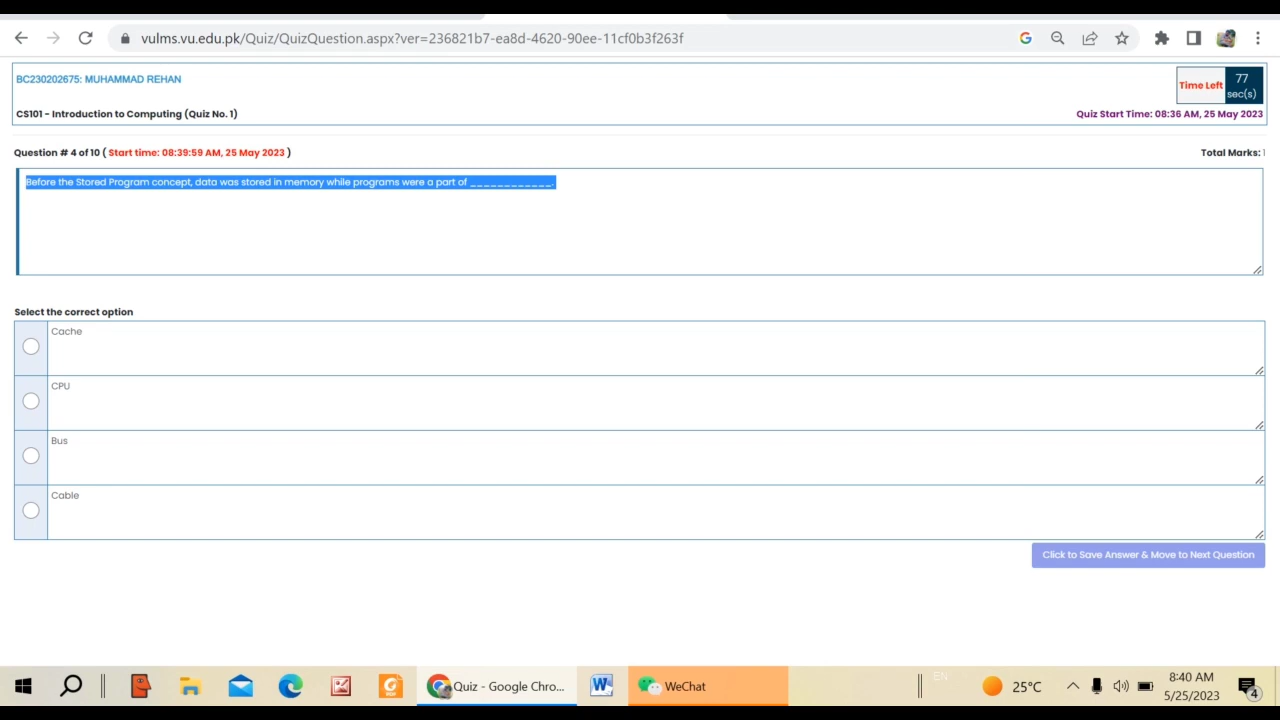 vulms.vu.edu.pk/Quiz/QuizQuestion.aspx?ver=236821b7-ea8d-4620-90ee-11cf0b3f263f
BC230202675: MUHAMMAD REHAN
Time Left 77 sec(s)
CS101 - Introduction to Computing (Quiz No. 1)
Quiz Start Time: 08:36 AM, 25 May 2023
Question # 4 of 10 ( Start time: 08:39:59 AM, 25 May 2023 )
Total Marks: 1
Before the Stored Program concept, data was stored in memory while programs were a part of ____________.
Select the correct option
Cache
CPU
Bus
Cable
Click to Save Answer & Move to Next Question
Quiz - Google Chro...
WeChat
EN
25°C
8:40 AM
5/25/2023
4